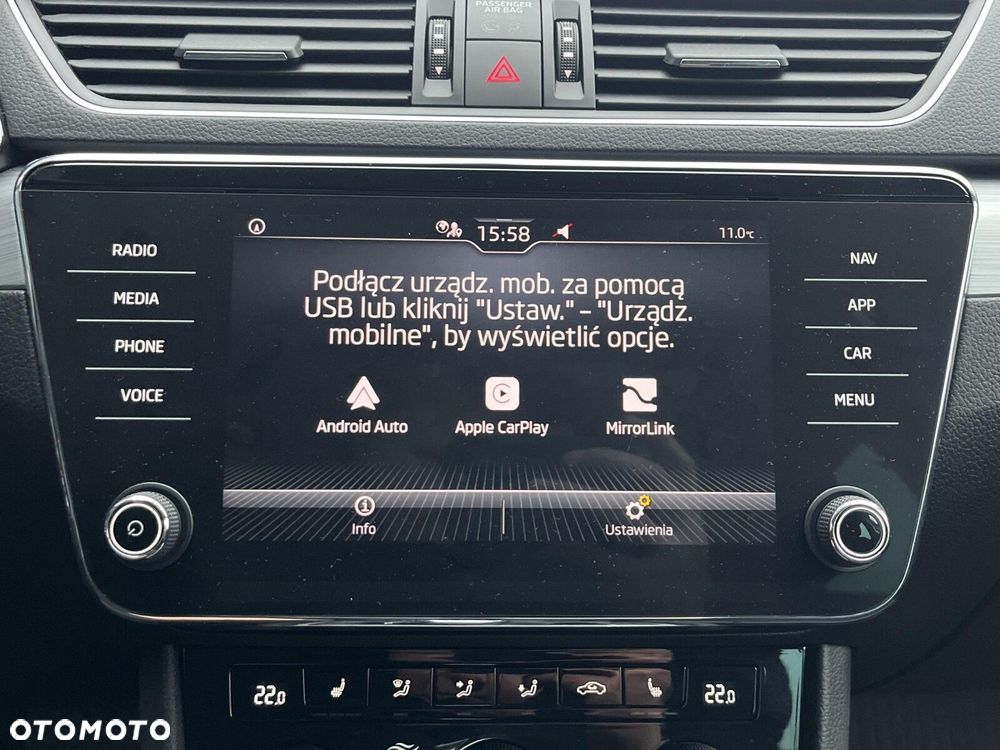 PASSENGER
AIR BAG
15:58
11.0°C
RADIO
MEDIA
PHONE
VOICE
Podłącz urządz. mob. za pomocą
USB lub kliknij "Ustaw." – "Urządz.
mobilne", by wyświetlić opcje.
Android Auto
Apple CarPlay
MirrorLink
Info
Ustawienia
NAV
APP
CAR
MENU
22.0
22.0
OTOMOTO